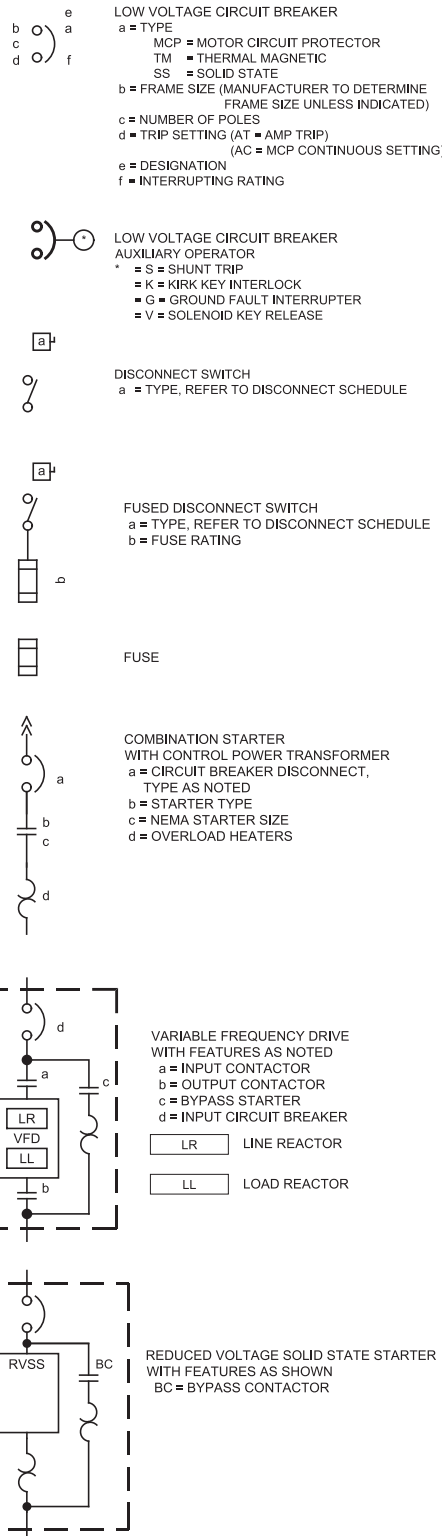 e
b
a
c
d
f
LOW VOLTAGE CIRCUIT BREAKER
a = TYPE
MCP = MOTOR CIRCUIT PROTECTOR
TM = THERMAL MAGNETIC
SS = SOLID STATE
b = FRAME SIZE (MANUFACTURER TO DETERMINE
FRAME SIZE UNLESS INDICATED)
c = NUMBER OF POLES
d = TRIP SETTING (AT = AMP TRIP)
(AC = MCP CONTINUOUS SETTING)
e = DESIGNATION
f = INTERRUPTING RATING
*
LOW VOLTAGE CIRCUIT BREAKER
AUXILIARY OPERATOR
* = S = SHUNT TRIP
= K = KIRK KEY INTERLOCK
= G = GROUND FAULT INTERRUPTER
= V = SOLENOID KEY RELEASE
a
DISCONNECT SWITCH
a = TYPE, REFER TO DISCONNECT SCHEDULE
a
b
FUSED DISCONNECT SWITCH
a = TYPE, REFER TO DISCONNECT SCHEDULE
b = FUSE RATING
FUSE
a
b
c
d
COMBINATION STARTER
WITH CONTROL POWER TRANSFORMER
a = CIRCUIT BREAKER DISCONNECT,
TYPE AS NOTED
b = STARTER TYPE
c = NEMA STARTER SIZE
d = OVERLOAD HEATERS
d
a
c
LR
VFD
LL
b
VARIABLE FREQUENCY DRIVE
WITH FEATURES AS NOTED
a = INPUT CONTACTOR
b = OUTPUT CONTACTOR
c = BYPASS STARTER
d = INPUT CIRCUIT BREAKER
LR LINE REACTOR
LL LOAD REACTOR
RVSS
BC
REDUCED VOLTAGE SOLID STATE STARTER
WITH FEATURES AS SHOWN
BC = BYPASS CONTACTOR